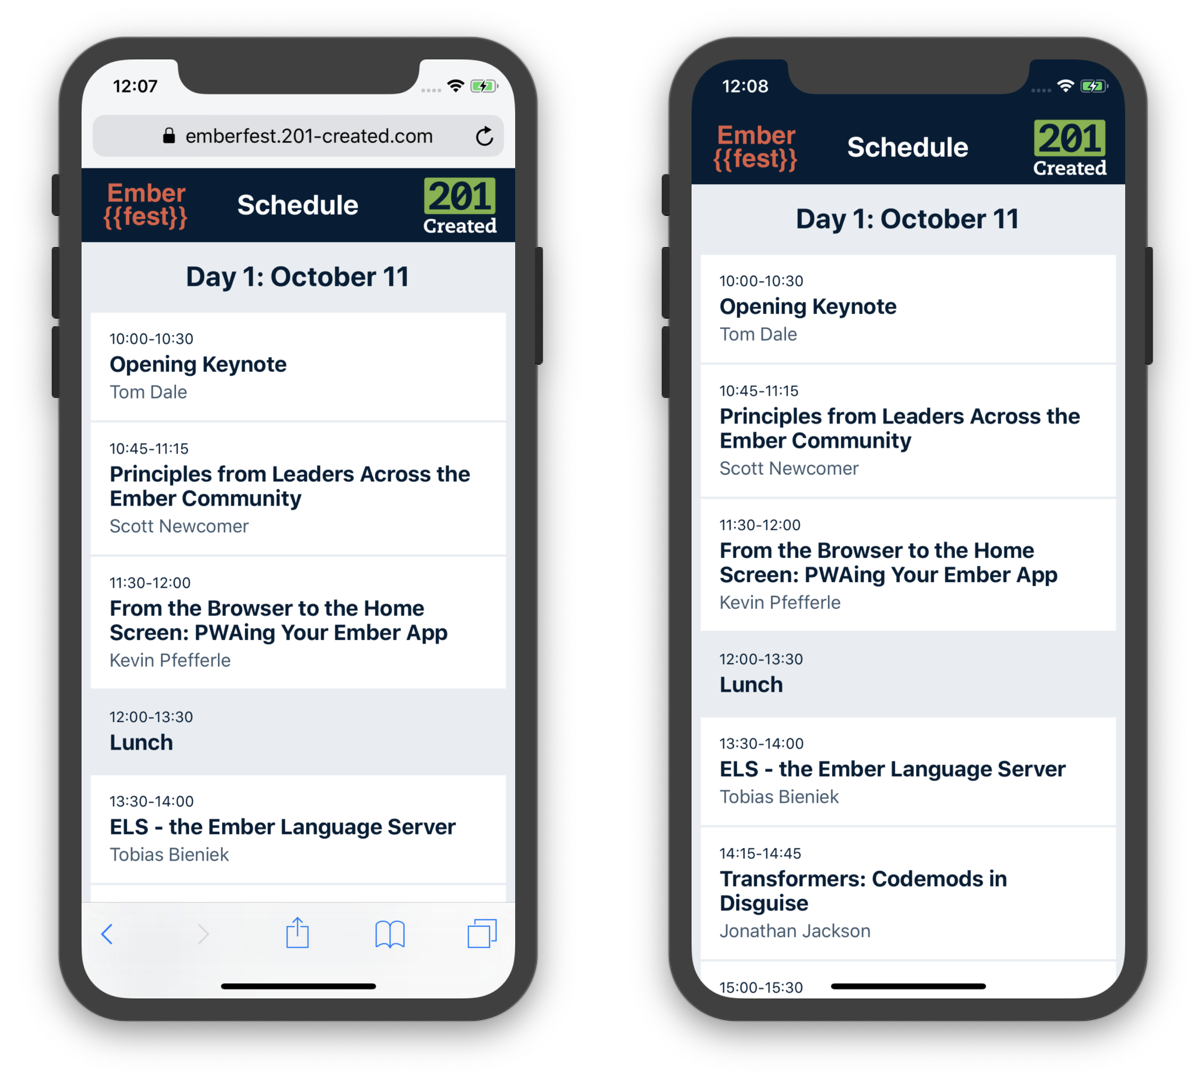 12:07
emberfest.201-created.com
Ember
{{fest}}
Schedule
201
Created
Day 1: October 11
10:00-10:30
Opening Keynote
Tom Dale
10:45-11:15
Principles from Leaders Across the
Ember Community
Scott Newcomer
11:30-12:00
From the Browser to the Home
Screen: PWAing Your Ember App
Kevin Pfefferle
12:00-13:30
Lunch
13:30-14:00
ELS - the Ember Language Server
Tobias Bieniek
12:08
Ember
{{fest}}
Schedule
201
Created
Day 1: October 11
10:00-10:30
Opening Keynote
Tom Dale
10:45-11:15
Principles from Leaders Across the
Ember Community
Scott Newcomer
11:30-12:00
From the Browser to the Home
Screen: PWAing Your Ember App
Kevin Pfefferle
12:00-13:30
Lunch
13:30-14:00
ELS - the Ember Language Server
Tobias Bieniek
14:15-14:45
Transformers: Codemods in
Disguise
Jonathan Jackson
15:00-15:30